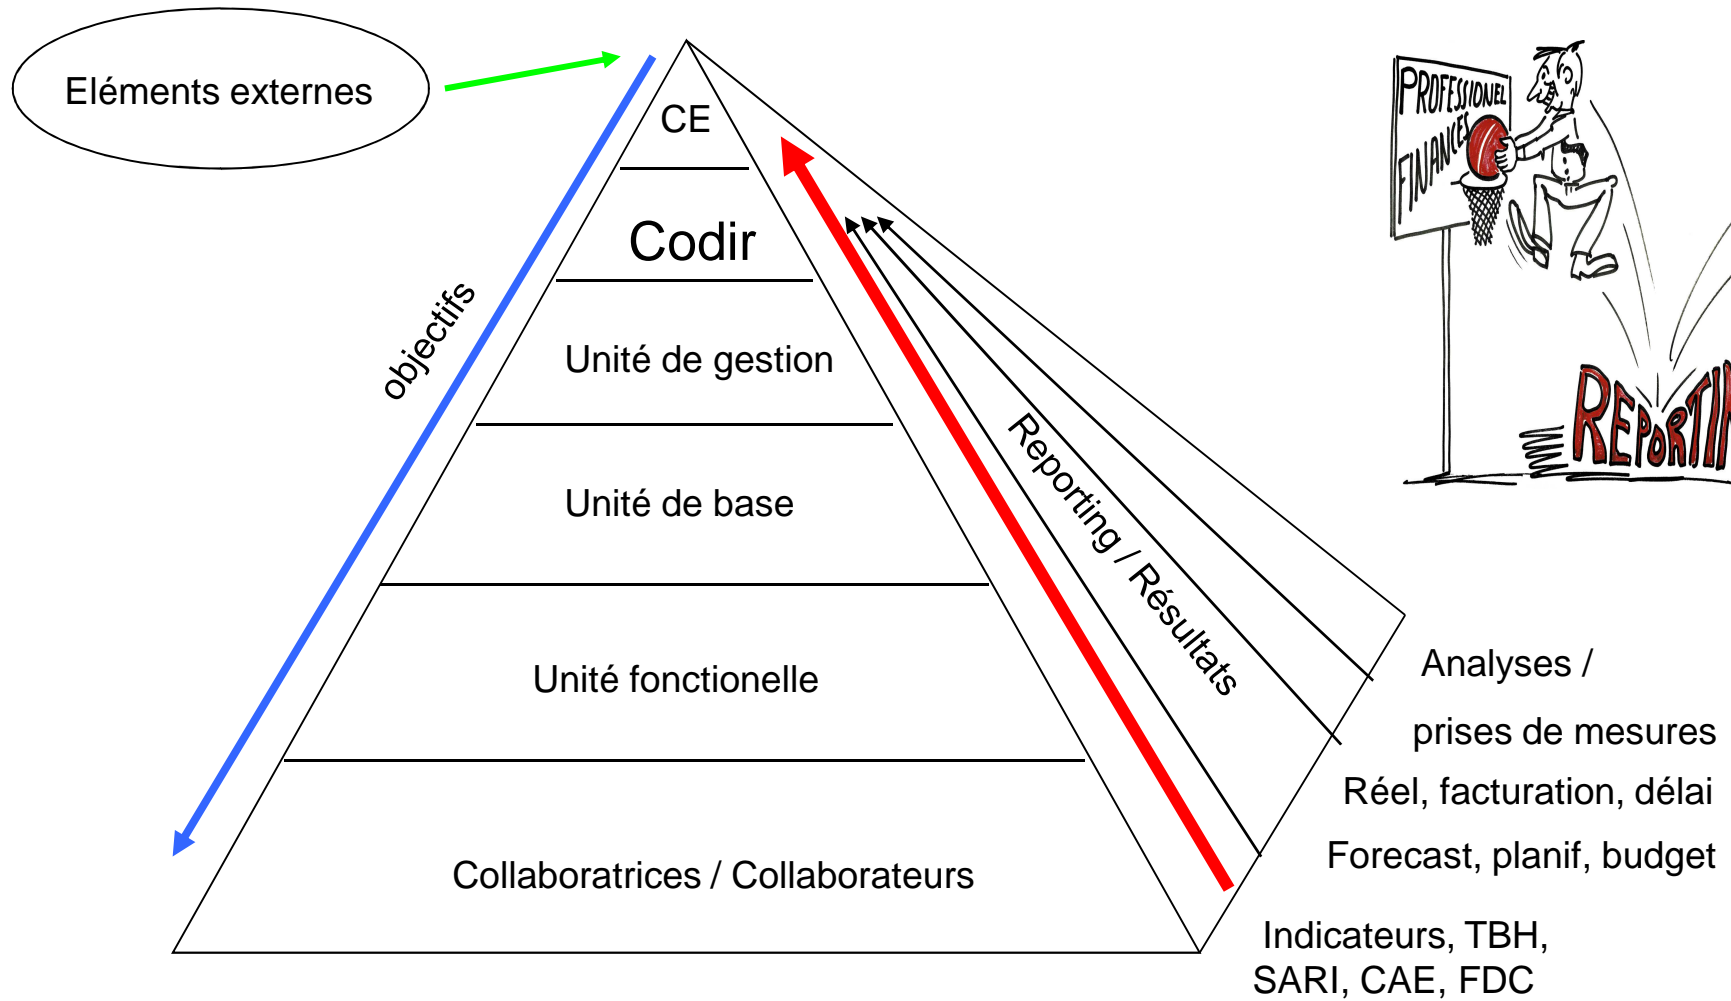 Eléments externes
CE
Codir
objectifs
Unité de gestion
Unité de base
Unité fonctionelle
Collaboratrices / Collaborateurs
Reporting / Résultats
PROFESSIONEL
FINANCES
REPORTIN
Analyses /
prises de mesures
Réel, facturation, délai
Forecast, planif, budget
Indicateurs, TBH,
SARI, CAE, FDC